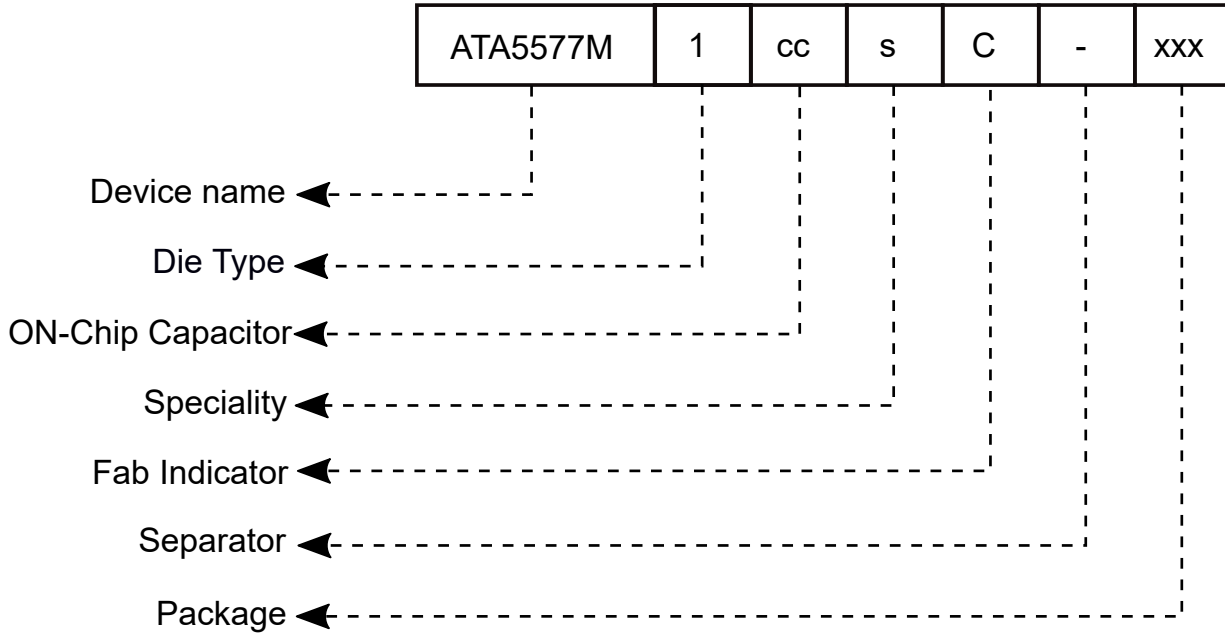 ATA5577M 1 cc s C - xxx
Device name
Die Type
ON-Chip Capacitor
Speciality
Fab Indicator
Separator
Package